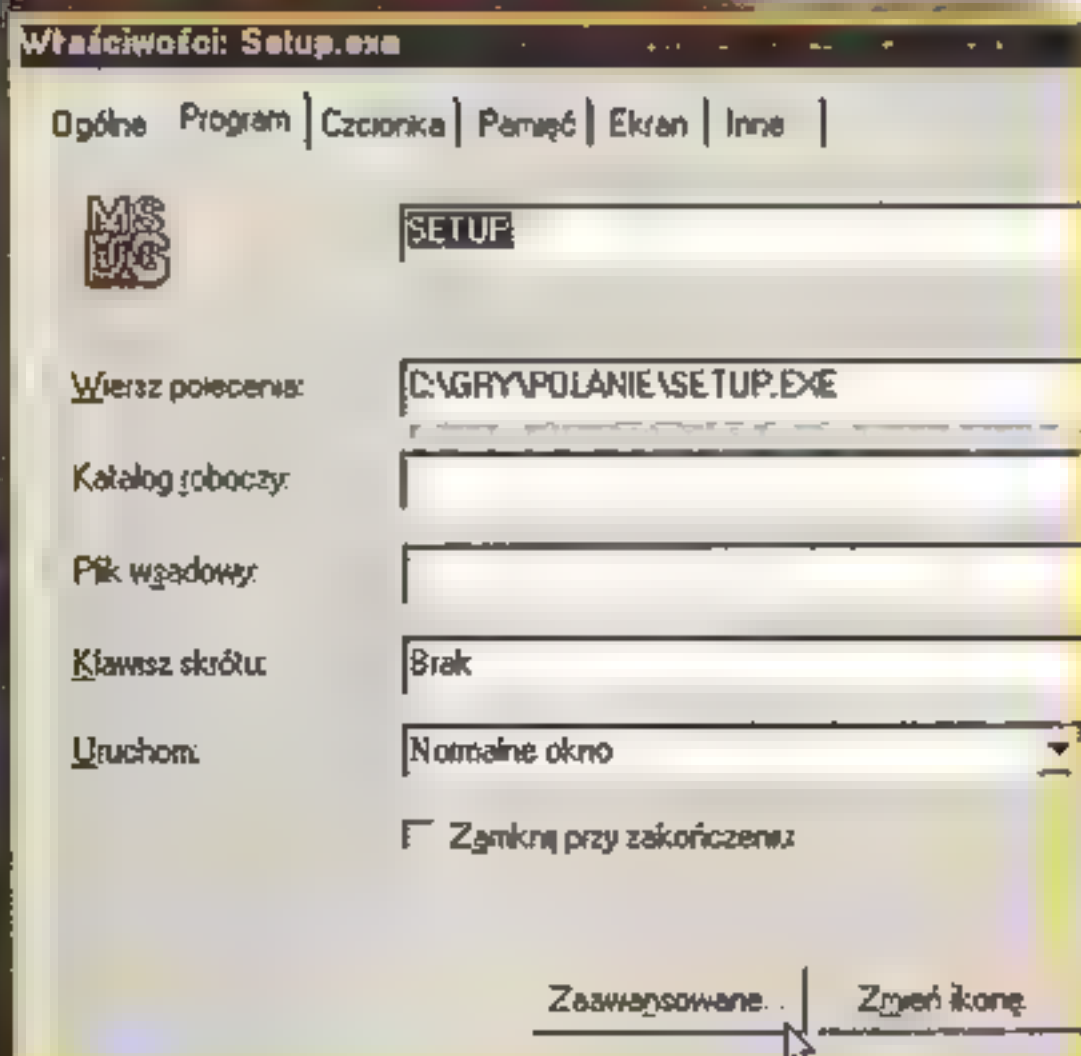 Właściwości: Setup.exe
Ogólne Program Czcionka Pamięć Ekran Inne
MS
SETUP
Wiersz polecenia: C:\GRY\POLANIE\SETUP.EXE
Katalog roboczy:
Plik wsadowy:
Klawisz skrótu: Brak
Uruchom: Normalne okno
Zamknij przy zakończeniu
Zaawansowane... Zmień ikonę